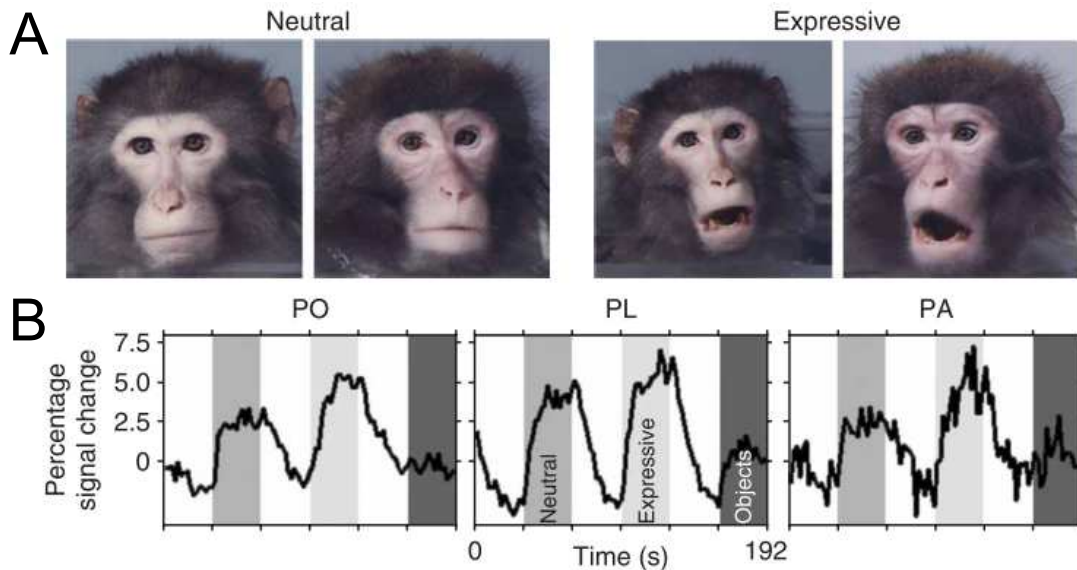 A
Neutral
Expressive
B
PO
PL
PA
Percentage
signal change
7.5
5.0
2.5
0
Neutral
Expressive
Objects
0
Time (s)
192